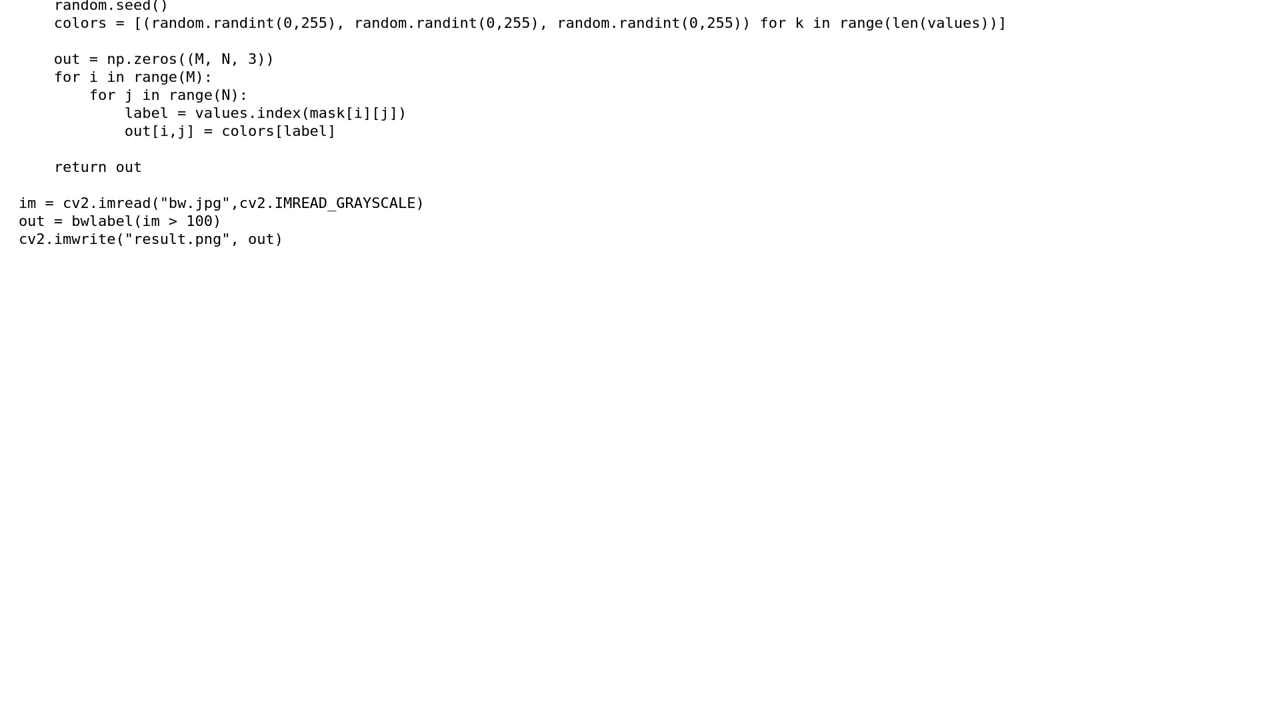 random.seed()
    colors = [(random.randint(0,255), random.randint(0,255), random.randint(0,255)) for k in range(len(values))]

    out = np.zeros((M, N, 3))
    for i in range(M):
        for j in range(N):
            label = values.index(mask[i][j])
            out[i,j] = colors[label]

    return out

im = cv2.imread("bw.jpg",cv2.IMREAD_GRAYSCALE)
out = bwlabel(im > 100)
cv2.imwrite("result.png", out)